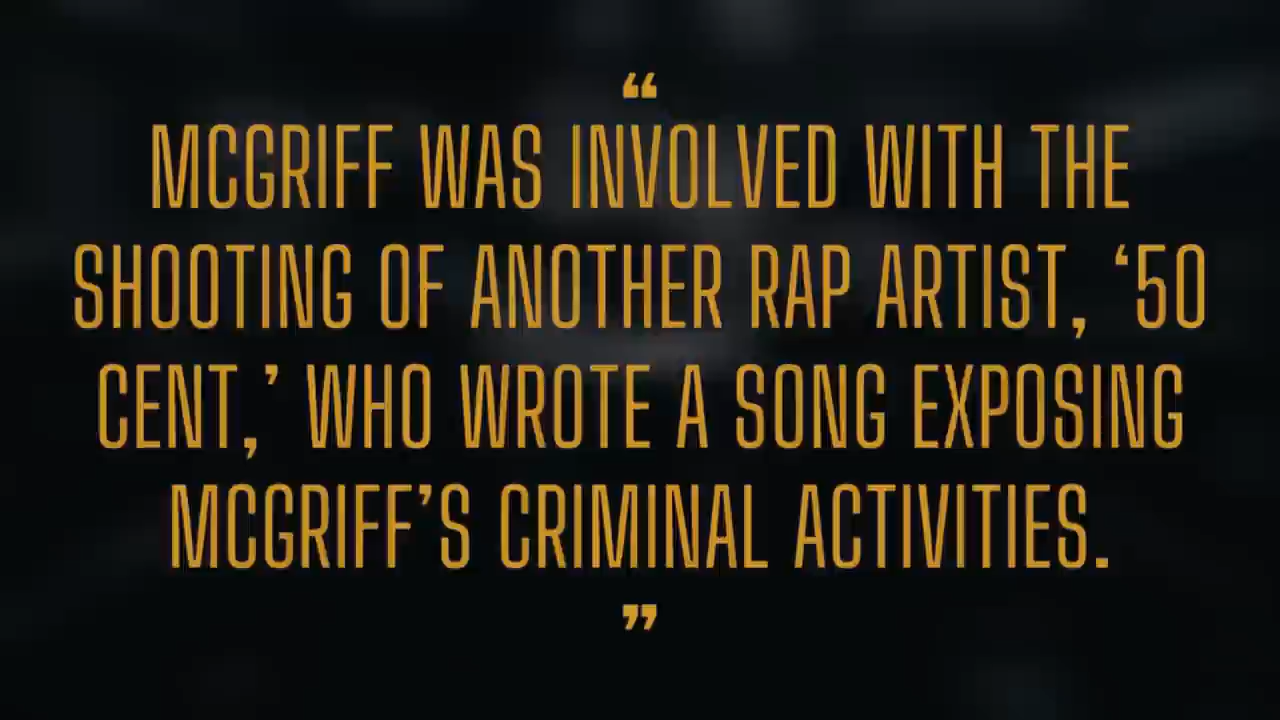 “
MCGRIFF WAS INVOLVED WITH THE
SHOOTING OF ANOTHER RAP ARTIST, ‘50
CENT,’ WHO WROTE A SONG EXPOSING
MCGRIFF’S CRIMINAL ACTIVITIES.
”